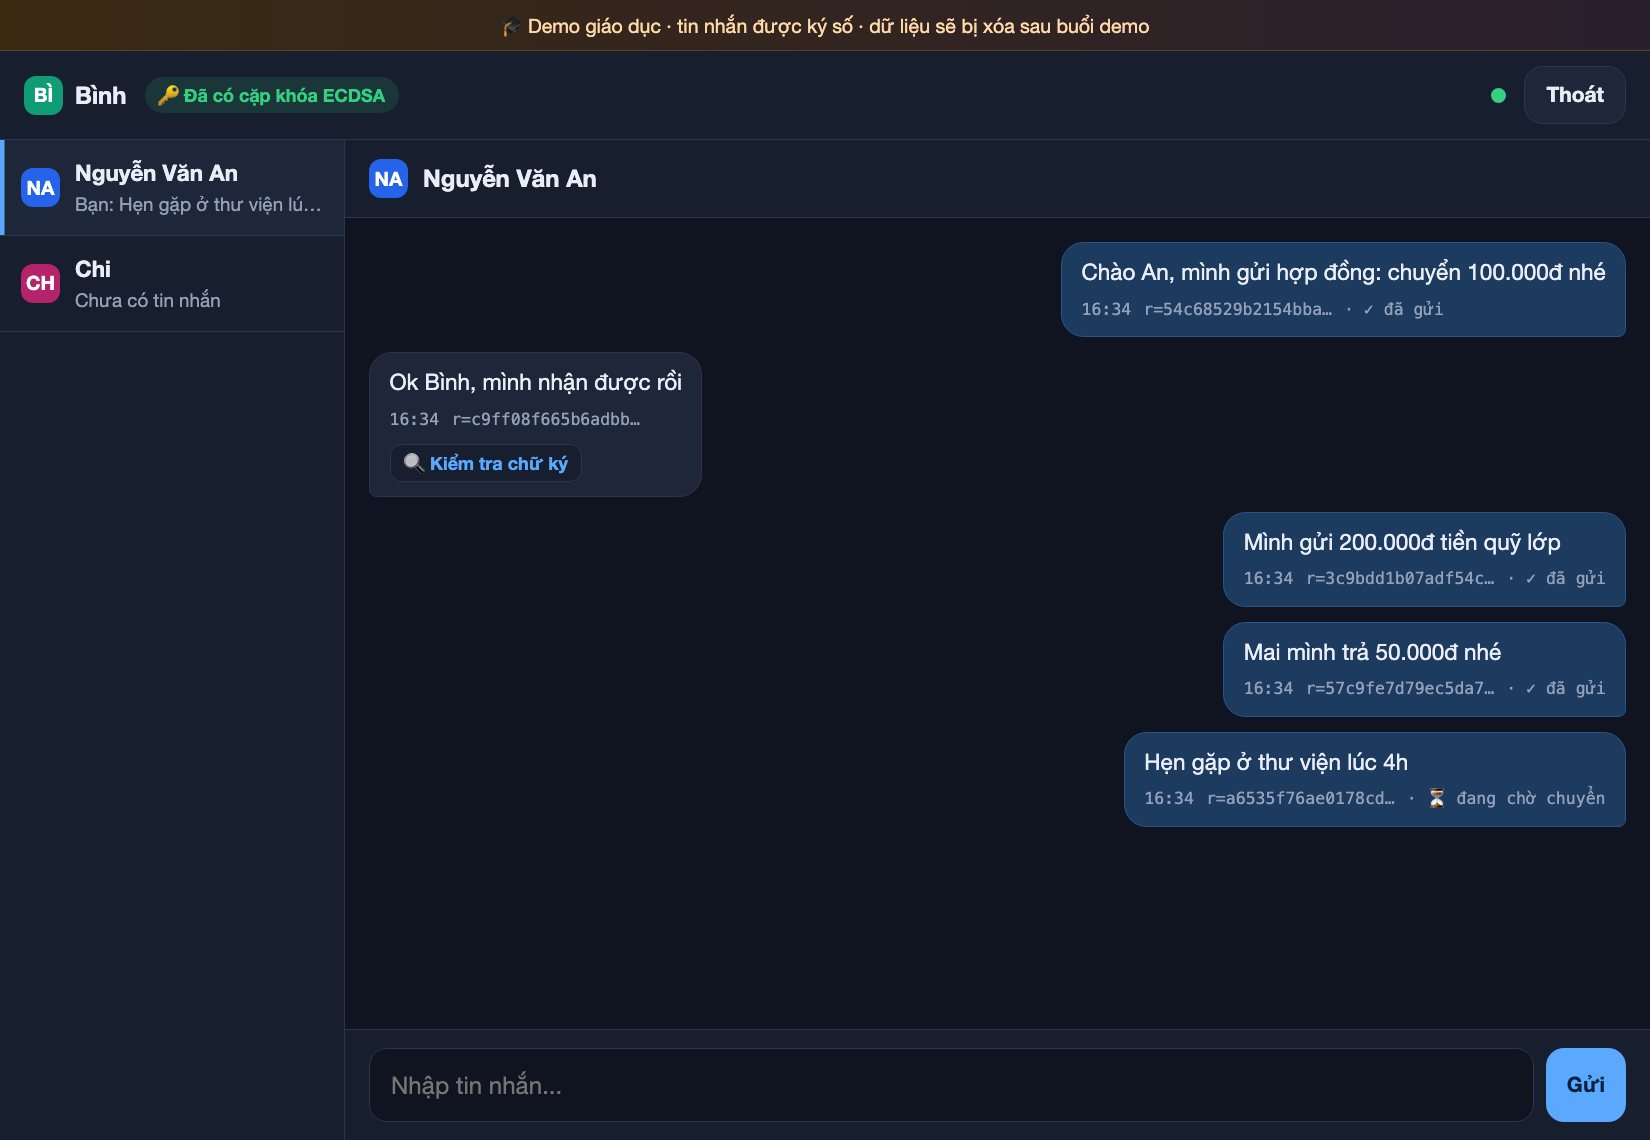 🎓 Demo giáo dục · tin nhắn được ký số · dữ liệu sẽ bị xóa sau buổi demo
BÌ Bình 🔑 Đã có cặp khóa ECDSA
Thoát
NA Nguyễn Văn An
Bạn: Hẹn gặp ở thư viện lú...
CH Chi
Chưa có tin nhắn
NA Nguyễn Văn An
Chào An, mình gửi hợp đồng: chuyển 100.000đ nhé
16:34 r=54c68529b2154bba… · ✓ đã gửi
Ok Bình, mình nhận được rồi
16:34 r=c9ff08f665b6adbb…
🔍 Kiểm tra chữ ký
Mình gửi 200.000đ tiền quỹ lớp
16:34 r=3c9bdd1b07adf54c… · ✓ đã gửi
Mai mình trả 50.000đ nhé
16:34 r=57c9fe7d79ec5da7… · ✓ đã gửi
Hẹn gặp ở thư viện lúc 4h
16:34 r=a6535f76ae0178cd… · ⏳ đang chờ chuyển
Nhập tin nhắn...
Gửi